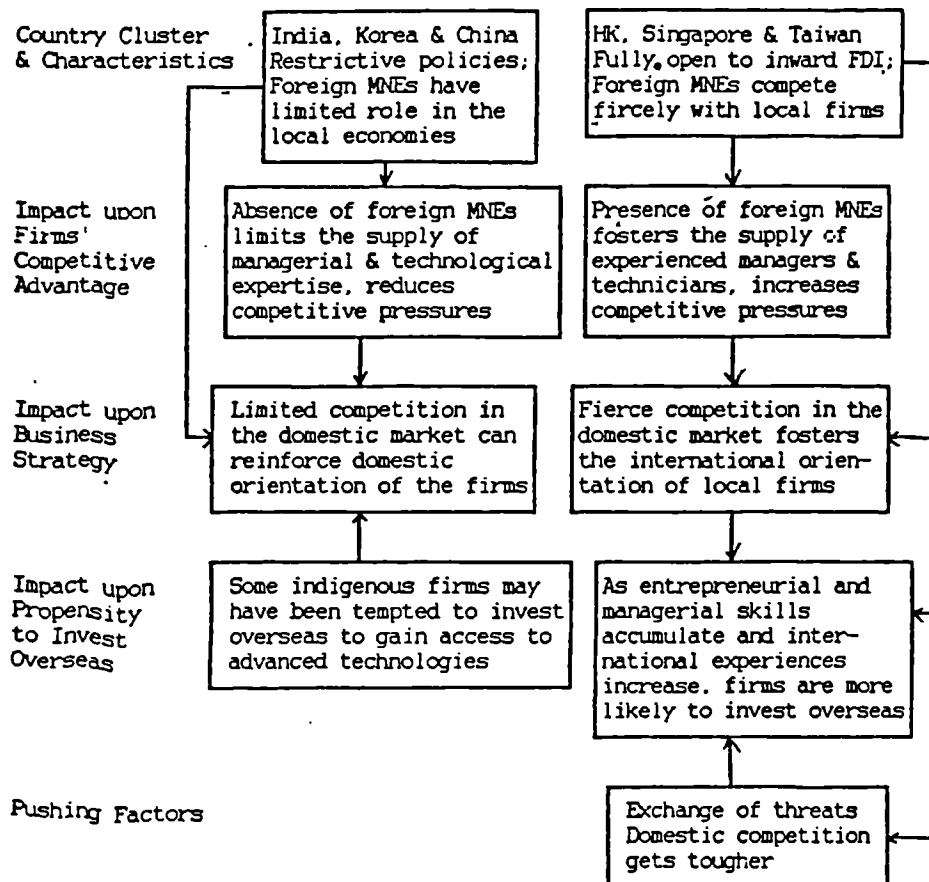 Country Cluster
& Characteristics
India, Korea & China
Restrictive policies;
Foreign MNEs have
limited role in the
local economies
HK, Singapore & Taiwan
Fully open to inward FDI;
Foreign MNEs compete
fircely with local firms
Impact upon
Firms'
Competitive
Advantage
Absence of foreign MNEs
limits the supply of
managerial & technological
expertise, reduces
competitive pressures
Presence of foreign MNEs
fosters the supply of
experienced managers &
technicians, increases
competitive pressures
Impact upon
Business
Strategy
Limited competition in
the domestic market can
reinforce domestic
orientation of the firms
Fierce competition in the
domestic market fosters
the international orien-
tation of local firms
Impact upon
Propensity
to Invest
Overseas
Some indigenous firms may
have been tempted to invest
overseas to gain access to
advanced technologies
As entrepreneurial and
managerial skills
accumulate and inter-
national experiences
increase, firms are more
likely to invest overseas
Pushing Factors
Exchange of threats
Domestic competition
gets tougher